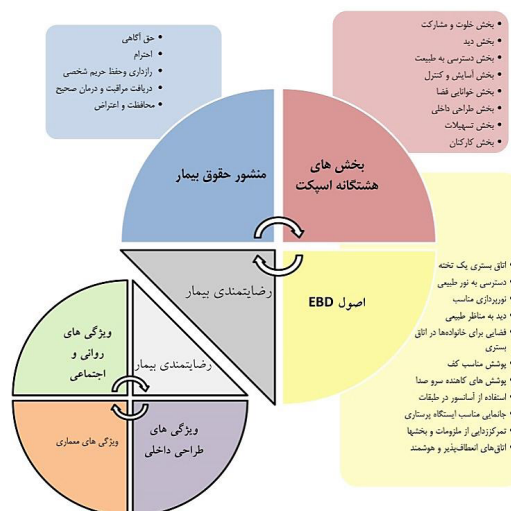 • حق آگاهی
• احترام
• رازداری وحفظ حریم شخصی
• دریافت مراقبت و درمان صحیح
• محافظت و اعتراض
• بخش خلوت و مشارکت
• بخش دید
• بخش دسترسی به طبیعت
• بخش آسایش و کنترل
• بخش خوانایی فضا
• بخش طراحی داخلی
• بخش تسهیلات
• بخش کارکنان
منشور حقوق بیمار
بخش های
هشتگانه اسپکت
رضایتمندی بیمار
اصول EBD
• اتاق بستری یک تخته
• دسترسی به نور طبیعی
• نورپردازی مناسب
• دید به مناظر طبیعی
• فضایی برای خانواده‌ها در اتاق
بستری
• پوشش مناسب کف
• پوشش های کاهنده سرو صدا
• استفاده از آسانسور در طبقات
• جانمایی مناسب ایستگاه پرستاری
• تمرکززدایی از ملزومات و بخشها
• اتاق‌های انعطاف‌پذیر و هوشمند
ویژگی های
روانی و
اجتماعی
رضایتمندی بیمار
ویژگی های معماری
ویژگی های
طراحی داخلی